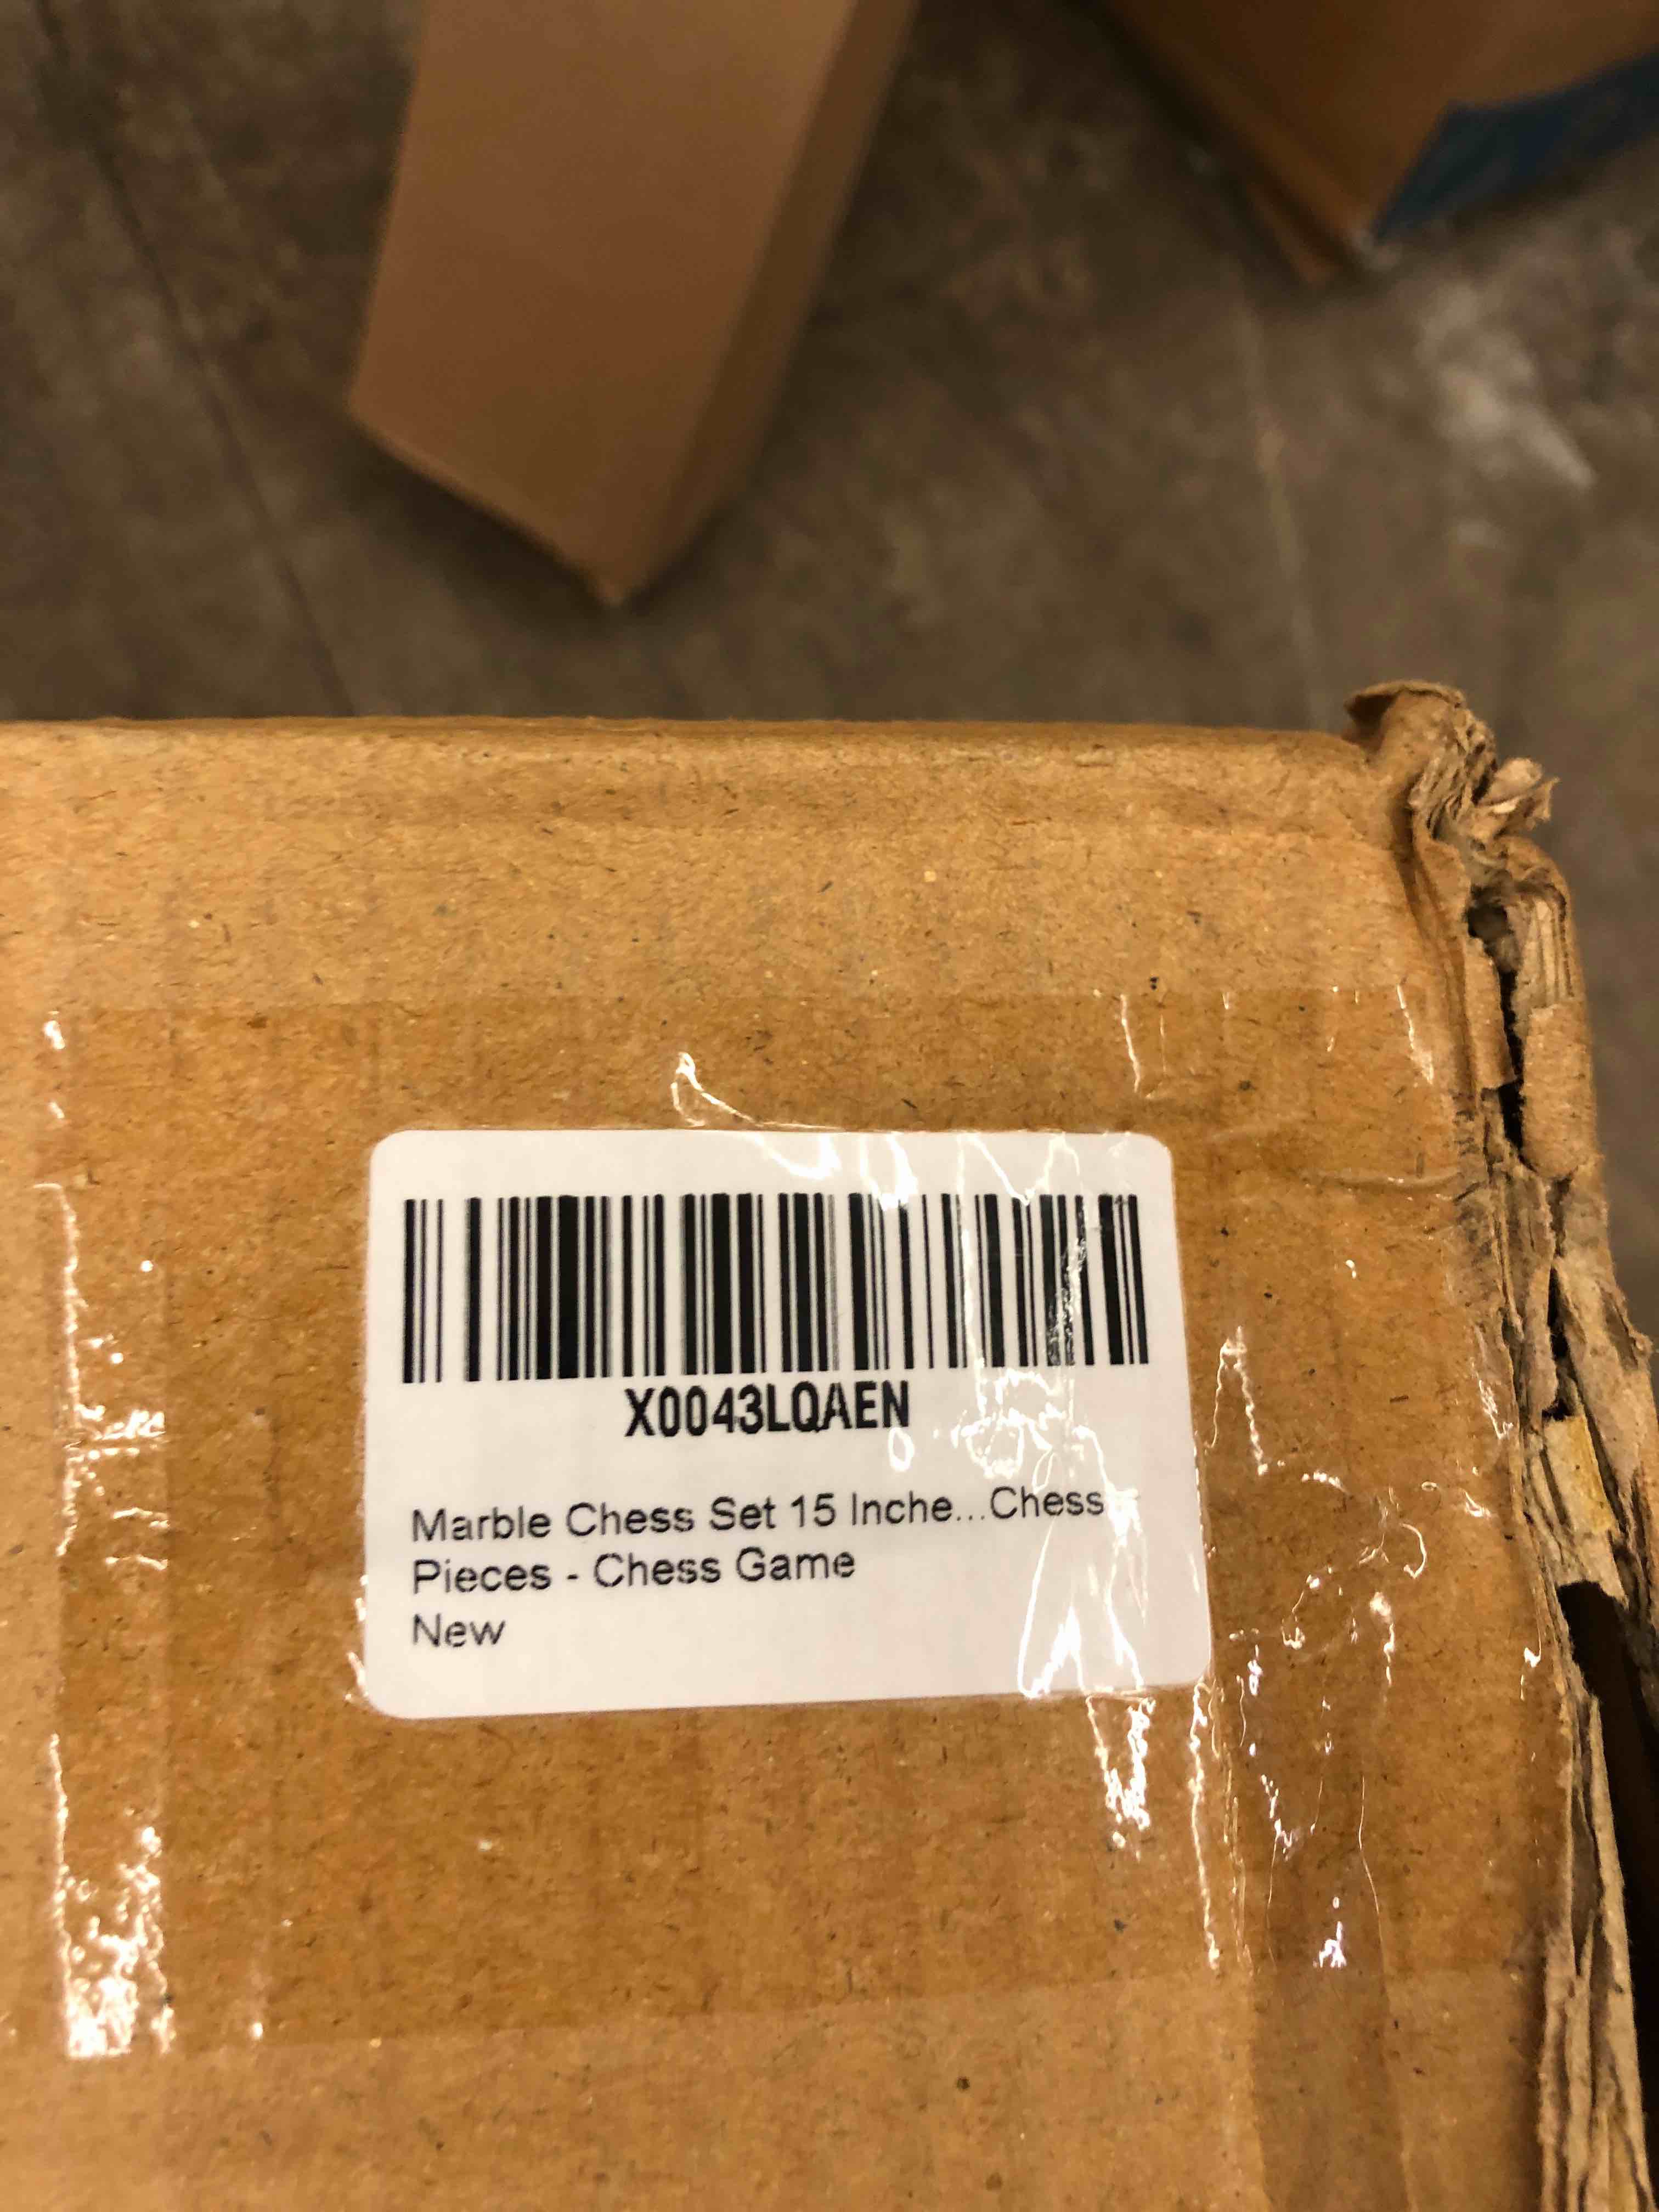 X0043LQAEN
Marble Chess Set 15 Inche...Chess
Pieces - Chess Game
New